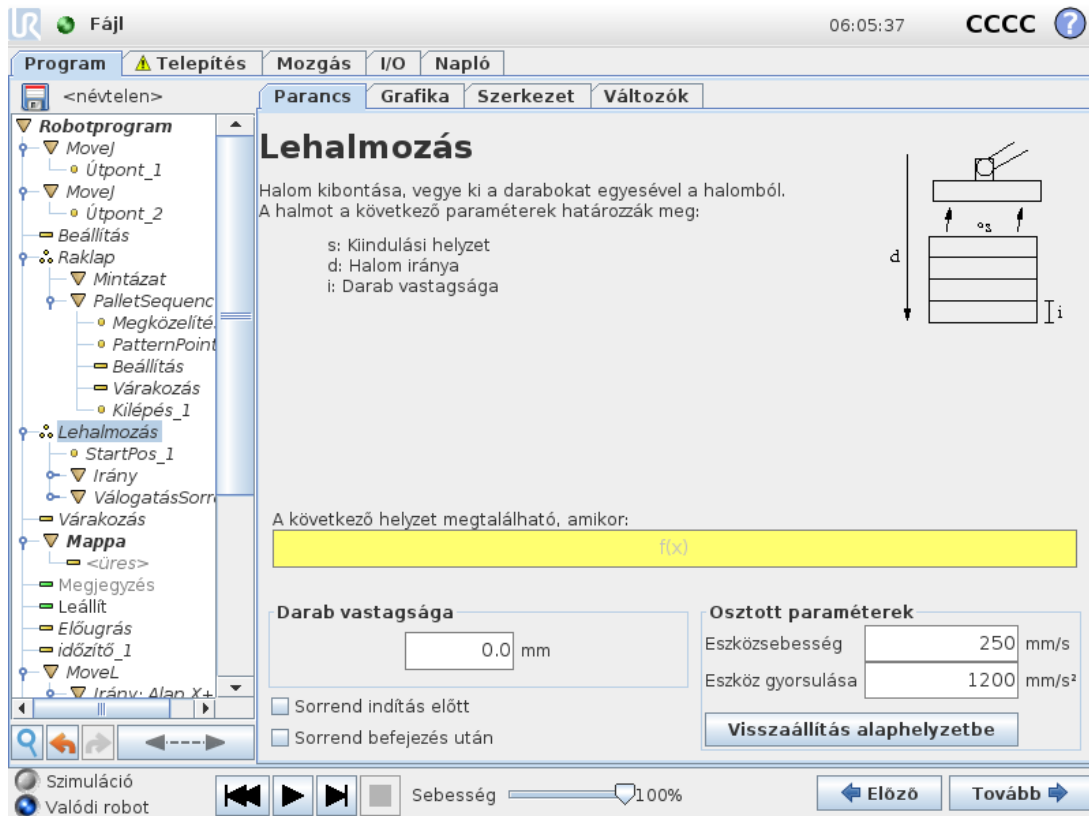 UR Fájl 06:05:37 CCCC ?
Program Telepítés Mozgás I/O Napló
<névtelen> Parancs Grafika Szerkezet Változók
Robotprogram
MoveJ
Útpont_1
MoveJ
Útpont_2
Beállítás
Raklap
Mintázat
PalletSequenc
Megközelítés
PatternPoint
Beállítás
Várakozás
Kilépés_1
Lehalmozás
StartPos_1
Irány
VálogatásSorr
Várakozás
Mappa
<üres>
Megjegyzés
Leállít
Előugrás
időzítő_1
MoveL
Irány: Alap X+
Lehalmozás
Halom kibontása, vegye ki a darabokat egyesével a halomból.
A halmot a következő paraméterek határozzák meg:
s: Kiindulási helyzet
d: Halom iránya
i: Darab vastagsága
s
d
i
A következő helyzet megtalálható, amikor:
f(x)
Darab vastagsága
0.0 mm
Sorrend indítás előtt
Sorrend befejezés után
Osztott paraméterek
Eszközsebesség 250 mm/s
Eszköz gyorsulása 1200 mm/s²
Visszaállítás alaphelyzetbe
Szimuláció
Valódi robot
Sebesség 100%
Előző Tovább